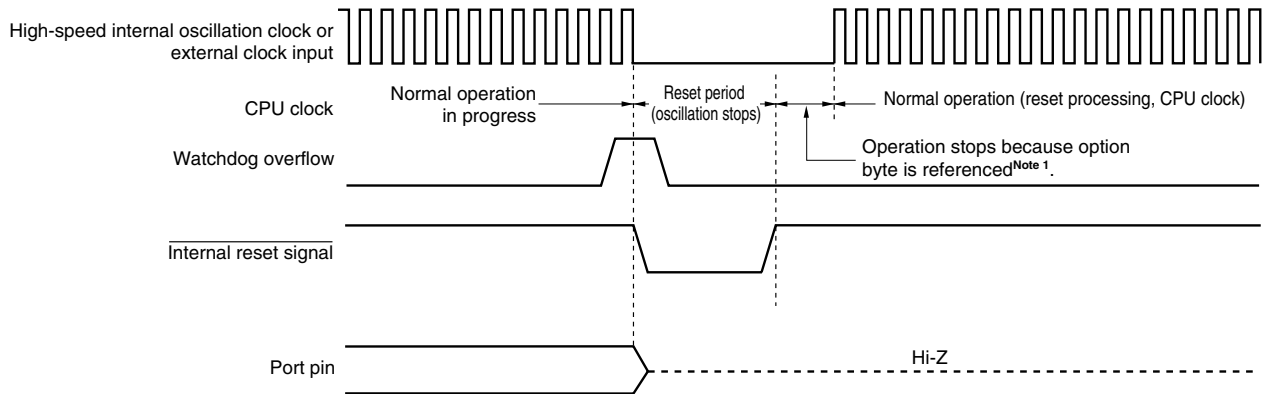 High-speed internal oscillation clock or
external clock input
CPU clock
Normal operation
in progress
Reset period
(oscillation stops)
Normal operation (reset processing, CPU clock)
Operation stops because option
byte is referencedNote 1.
Watchdog overflow
Internal reset signal
Port pin
Hi-Z